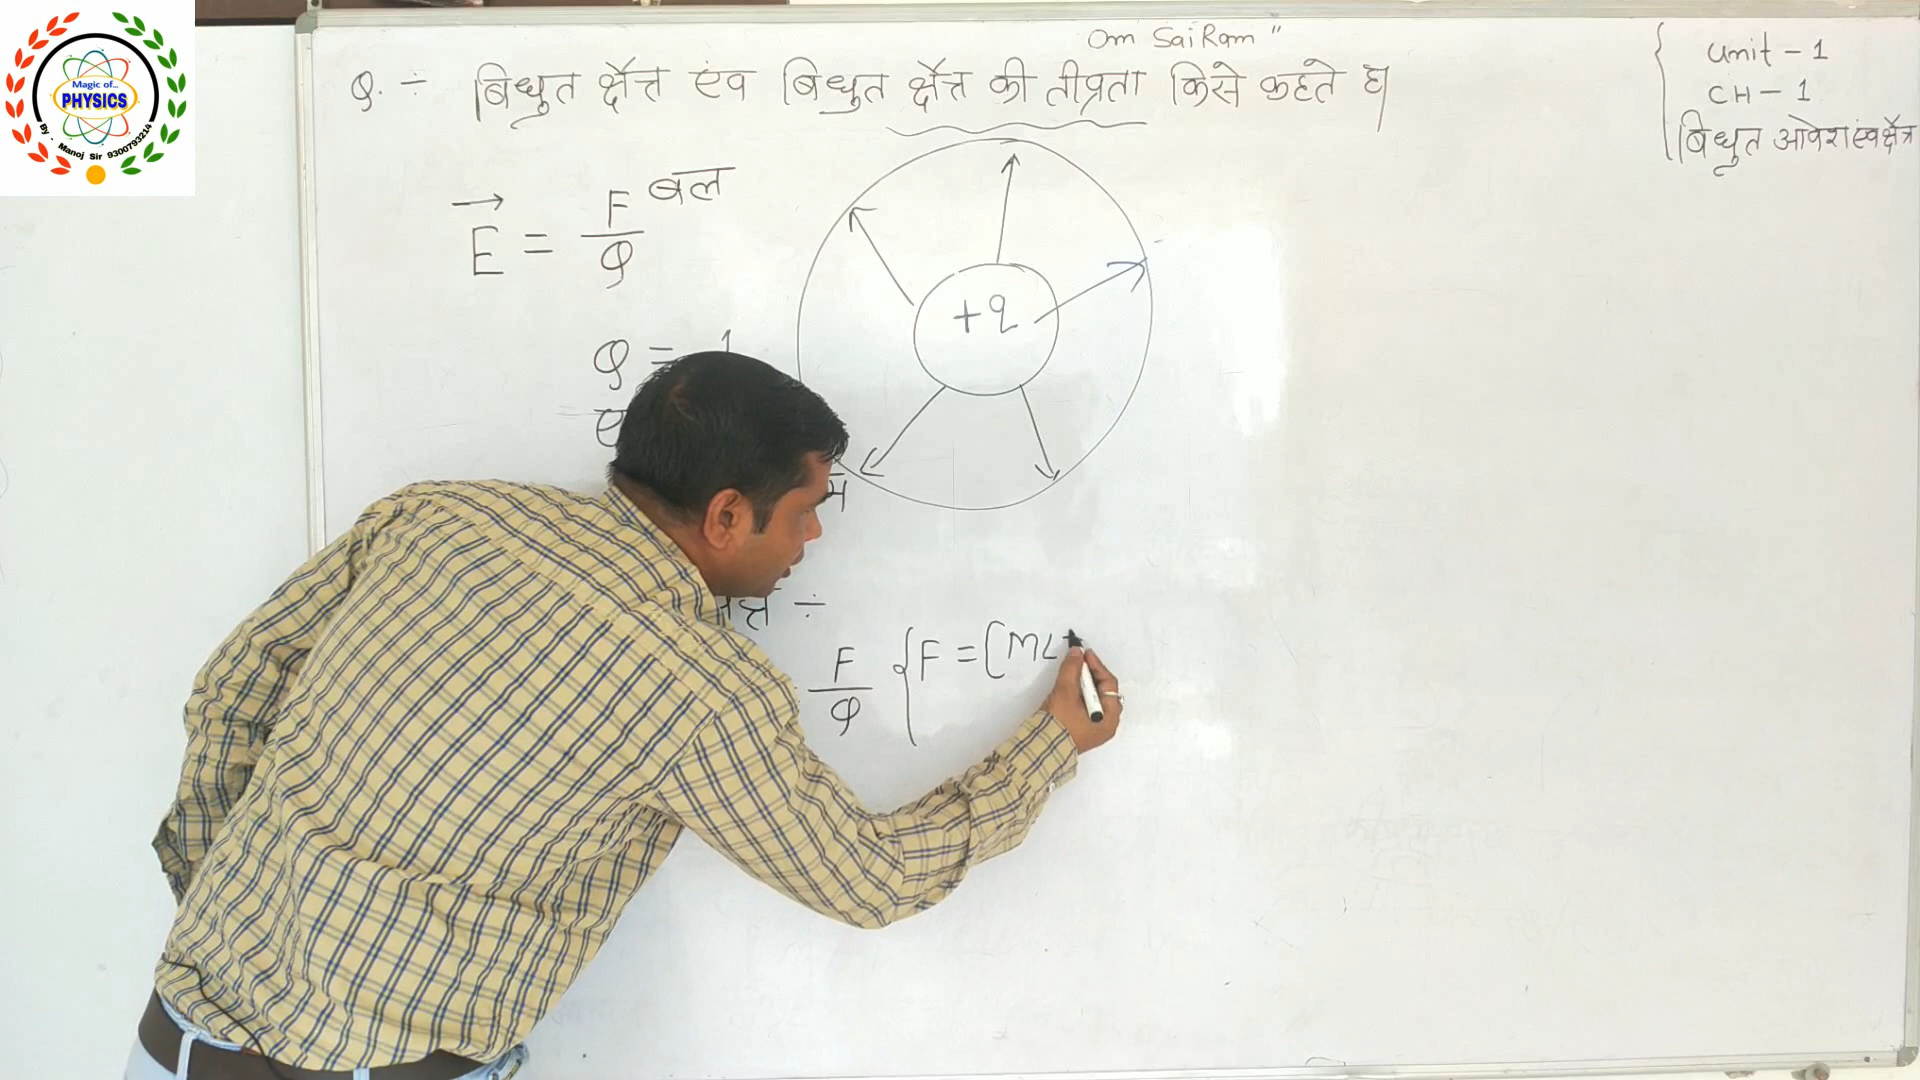 Magic of...
PHYSICS
By - Manoj Sir 9300793214
Om Sai Ram "
Q. ÷ बिधुत क्षैत्र एंव बिधुत क्षैत्र की तीव्रता किसे कहते है।
Unit - 1
CH - 1
बिधुत आवेश एंव क्षैत्र
E = F/Q बल
+q
Q = 1
÷
F/Q { F = [ML